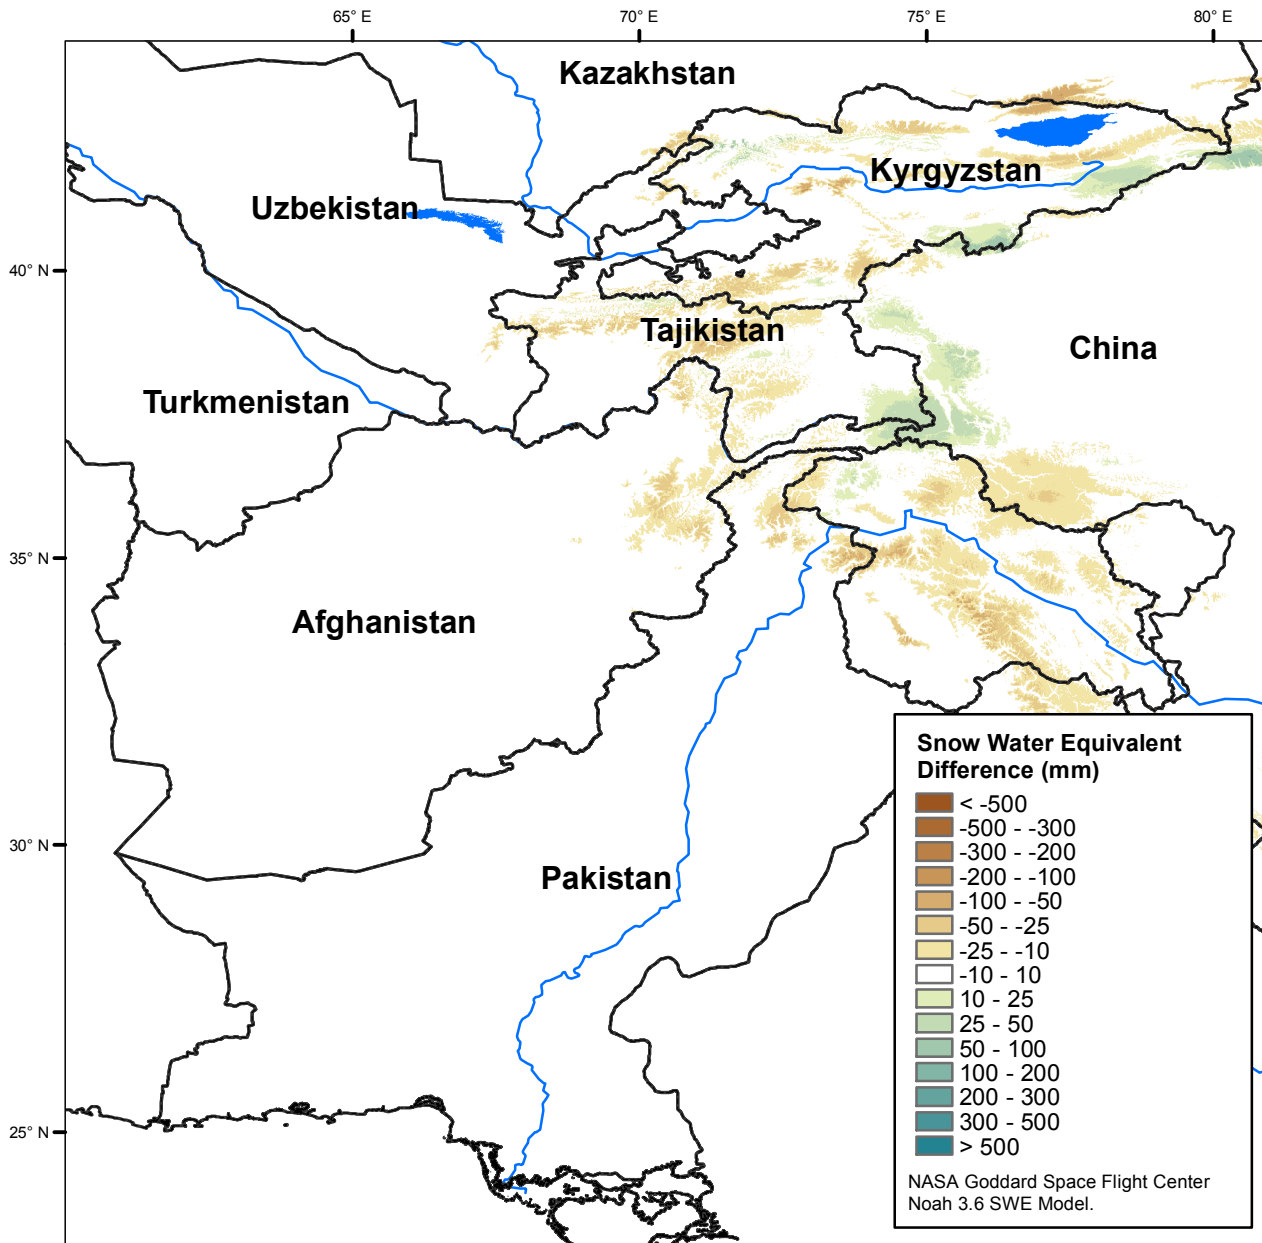 65° E
70° E
75° E
80° E
Kazakhstan
Kyrgyzstan
Uzbekistan
40° N
Tajikistan
China
Turkmenistan
35° N
Afghanistan
Snow Water Equivalent
Difference (mm)
< -500
-500 - -300
-300 - -200
-200 - -100
-100 - -50
-50 - -25
-25 - -10
-10 - 10
10 - 25
25 - 50
50 - 100
100 - 200
200 - 300
300 - 500
> 500
30° N
Pakistan
25° N
NASA Goddard Space Flight Center
Noah 3.6 SWE Model.